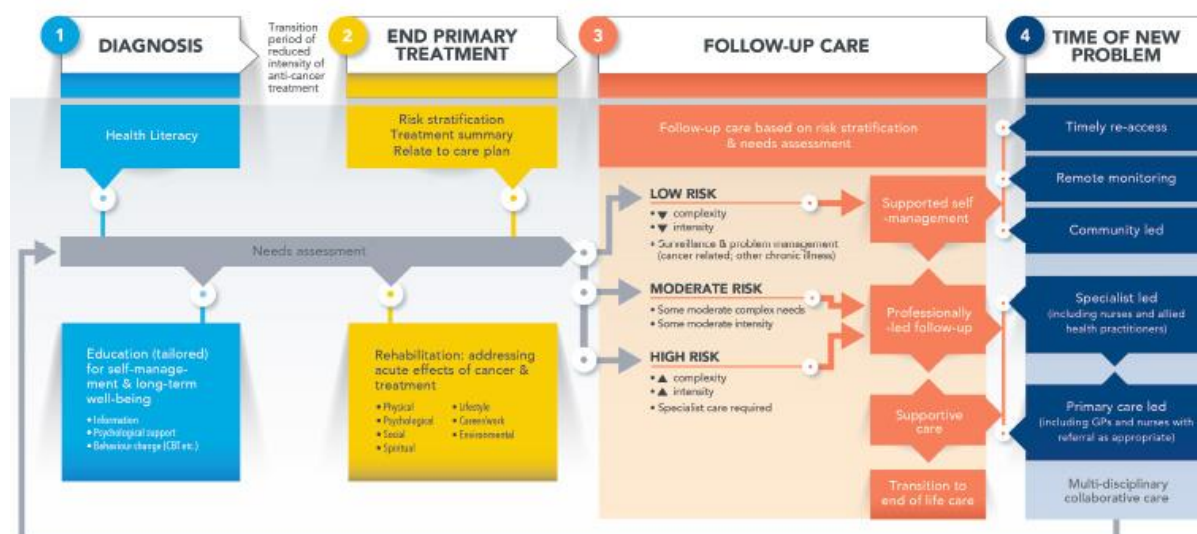 1
DIAGNOSIS
Transition
period of
reduced
intensity of
anti-cancer
treatment
2
END PRIMARY
TREATMENT
3
FOLLOW-UP CARE
4
TIME OF NEW
PROBLEM
Health Literacy
Risk stratification
Treatment summary
Relate to care plan
Follow-up care based on risk stratification
& needs assessment
Timely re-access
Remote monitoring
Community led
Needs assessment
LOW RISK
• ▼ complexity
• ▼ intensity
• Surveillance & problem management
(cancer related; other chronic illness)
Supported self
-management
MODERATE RISK
• Some moderate complex needs
• Some moderate intensity
Professionally
-led follow-up
HIGH RISK
• ▲ complexity
• ▲ intensity
• Specialist care required
Supportive
care
Transition to
end of life care
Specialist led
(including nurses and allied
health practitioners)
Primary care led
(including GPs and nurses with
referral as appropriate)
Multi-disciplinary
collaborative care
Education (tailored)
for self-manage-
ment & long-term
well-being
• Information
• Psychological support
• Behaviour change (CBT etc.)
Rehabilitation: addressing
acute effects of cancer &
treatment
• Physical
• Psychological
• Social
• Spiritual
• Lifestyle
• Career/work
• Environmental